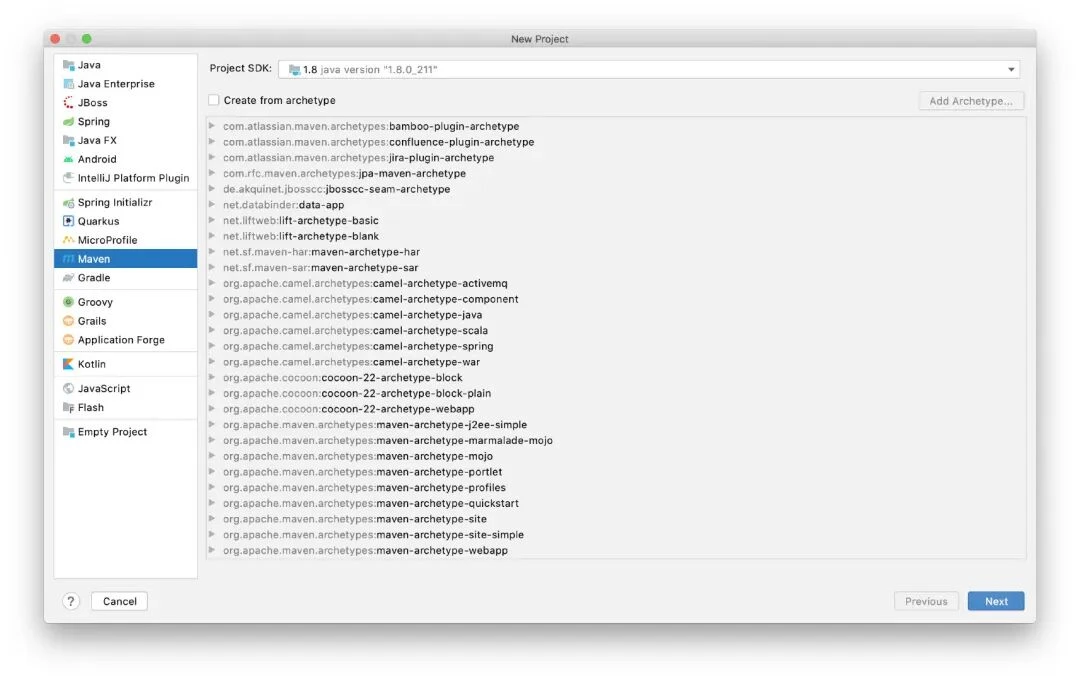 New Project
Java
Java Enterprise
JBoss
Spring
Java FX
Android
IntelliJ Platform Plugin
Spring Initializr
Quarkus
MicroProfile
Maven
Gradle
Groovy
Grails
Application Forge
Kotlin
JavaScript
Flash
Empty Project
Project SDK: 1.8 java version "1.8.0_211"
Create from archetype
Add Archetype...
com.atlassian.maven.archetypes:bamboo-plugin-archetype
com.atlassian.maven.archetypes:confluence-plugin-archetype
com.atlassian.maven.archetypes:jira-plugin-archetype
com.rfc.maven.archetypes:jpa-maven-archetype
de.akquinet.jbosscc:jbosscc-seam-archetype
net.databinder:data-app
net.liftweb:lift-archetype-basic
net.liftweb:lift-archetype-blank
net.sf.maven-har:maven-archetype-har
net.sf.maven-sar:maven-archetype-sar
org.apache.camel.archetypes:camel-archetype-activemq
org.apache.camel.archetypes:camel-archetype-component
org.apache.camel.archetypes:camel-archetype-java
org.apache.camel.archetypes:camel-archetype-scala
org.apache.camel.archetypes:camel-archetype-spring
org.apache.camel.archetypes:camel-archetype-war
org.apache.cocoon:cocoon-22-archetype-block
org.apache.cocoon:cocoon-22-archetype-block-plain
org.apache.cocoon:cocoon-22-archetype-webapp
org.apache.maven.archetypes:maven-archetype-j2ee-simple
org.apache.maven.archetypes:maven-archetype-marmalade-mojo
org.apache.maven.archetypes:maven-archetype-mojo
org.apache.maven.archetypes:maven-archetype-portlet
org.apache.maven.archetypes:maven-archetype-profiles
org.apache.maven.archetypes:maven-archetype-quickstart
org.apache.maven.archetypes:maven-archetype-site
org.apache.maven.archetypes:maven-archetype-site-simple
org.apache.maven.archetypes:maven-archetype-webapp
? Cancel
Previous
Next